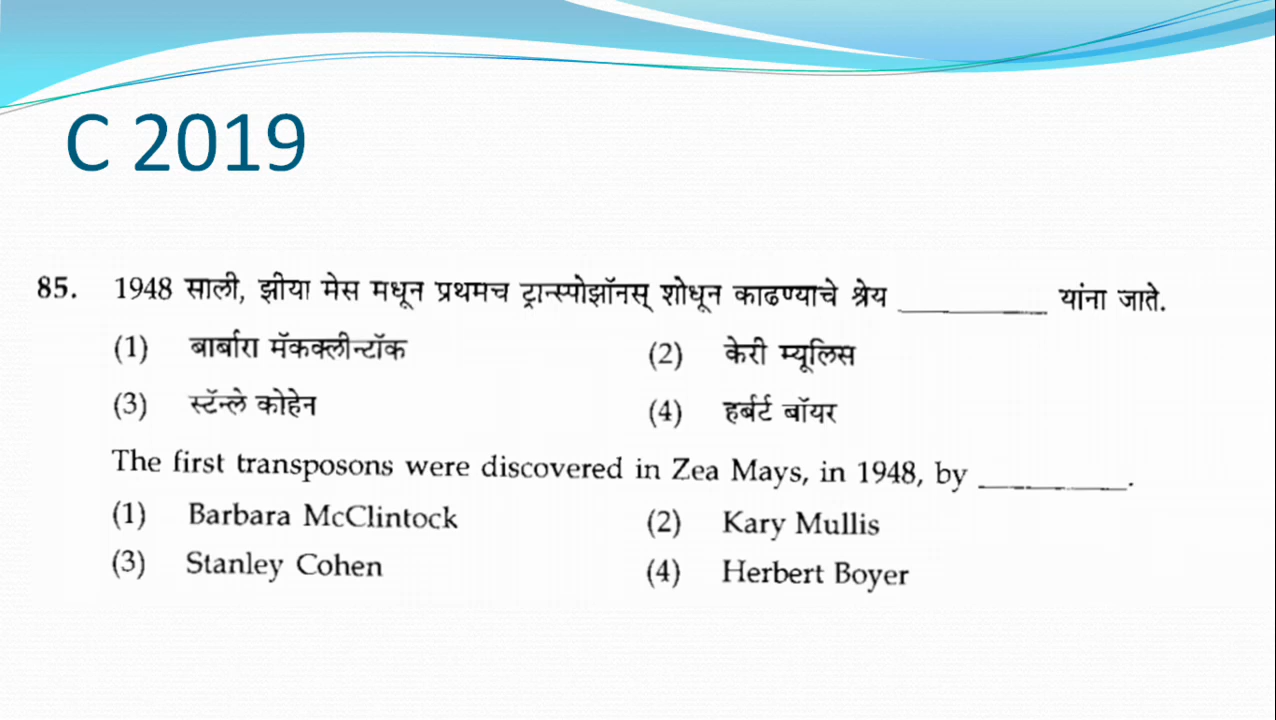 C 2019
85. 1948 साली, झीया मेस मधून प्रथमच ट्रान्स्पोझॉनस् शोधून काढण्याचे श्रेय __________ यांना जाते.
(1) बार्बारा मॅकक्लीन्टॉक (2) केरी म्यूलिस
(3) स्टॅन्ले कोहेन (4) हर्बर्ट बॉयर
The first transposons were discovered in Zea Mays, in 1948, by __________.
(1) Barbara McClintock (2) Kary Mullis
(3) Stanley Cohen (4) Herbert Boyer